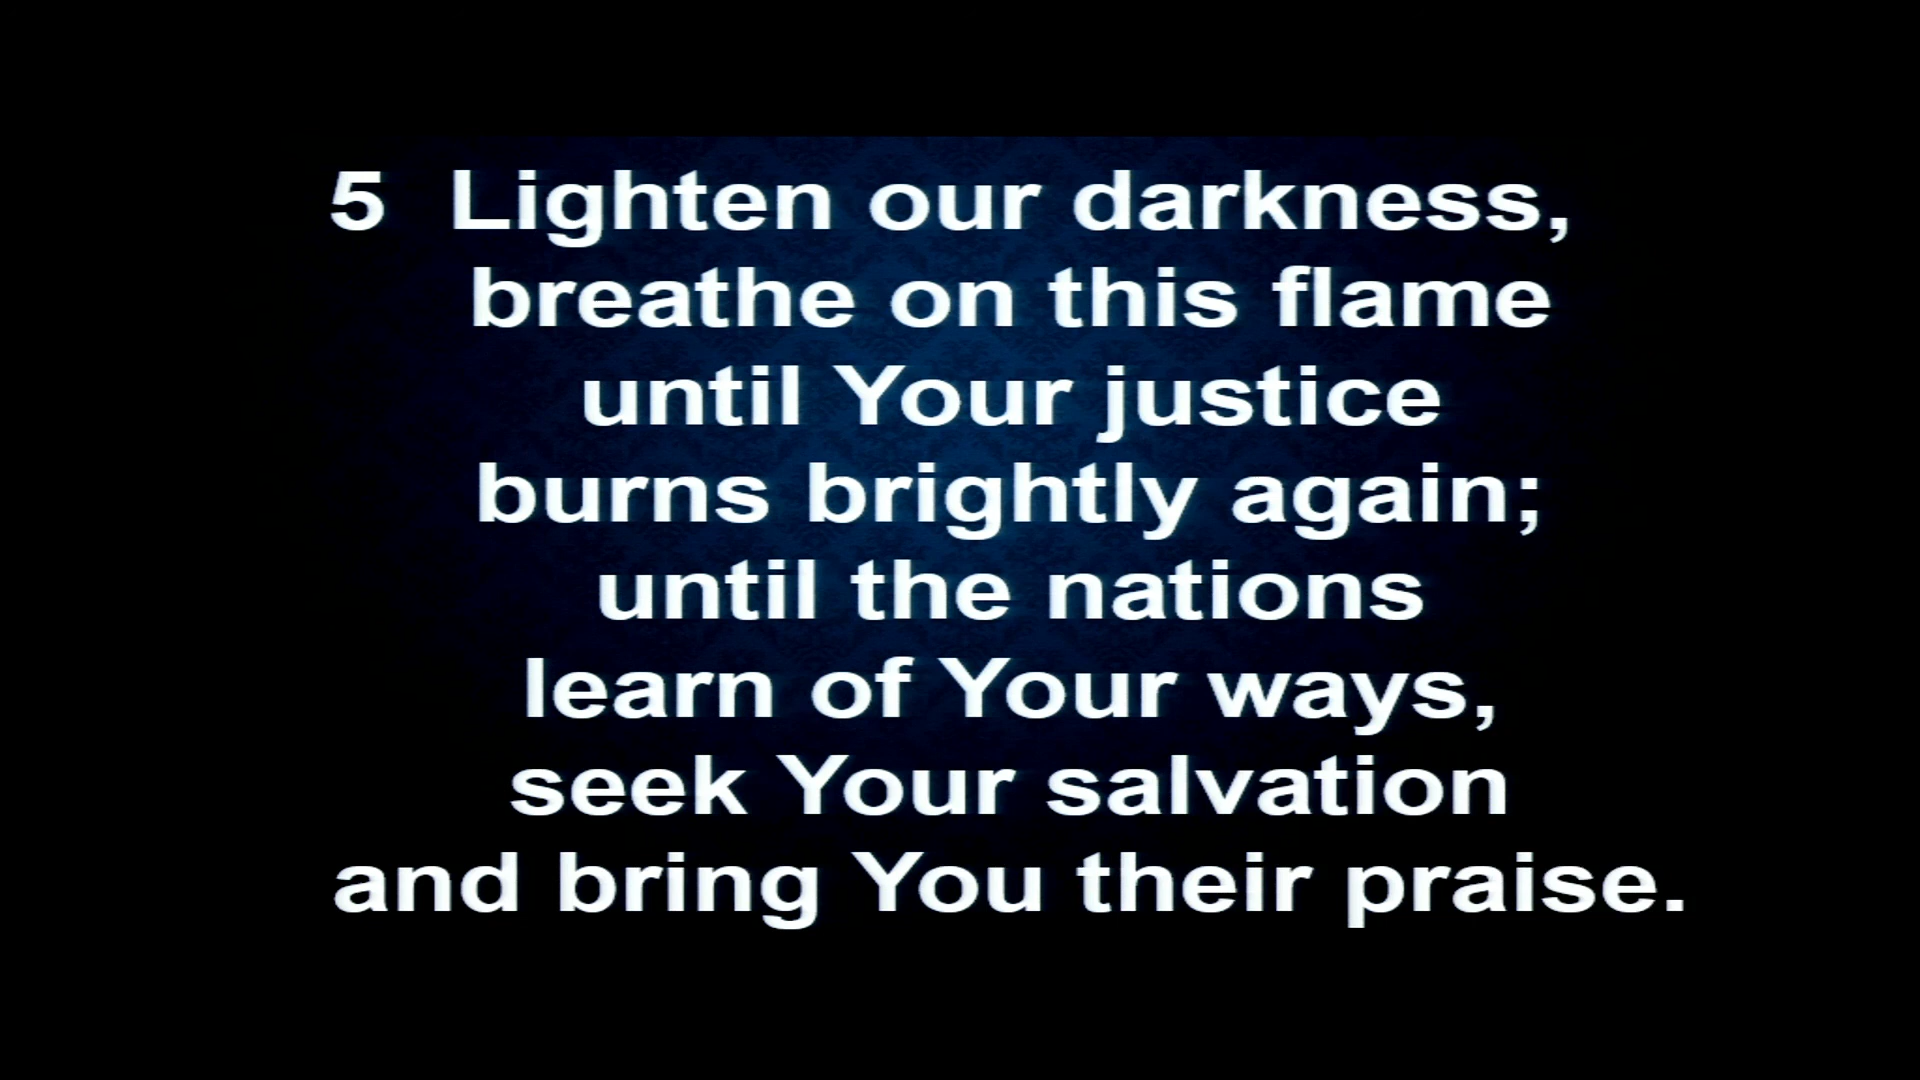 5 Lighten our darkness,
breathe on this flame
until Your justice
burns brightly again;
until the nations
learn of Your ways,
seek Your salvation
and bring You their praise.